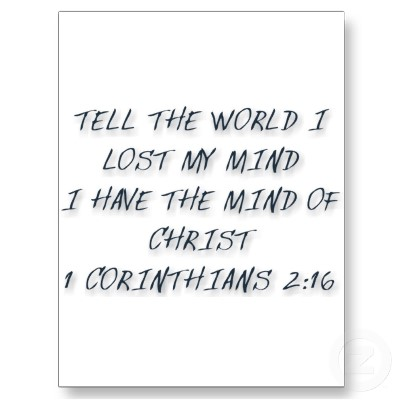 TELL THE WORLD I
LOST MY MIND
I HAVE THE MIND OF
CHRIST
1 CORINTHIANS 2:16